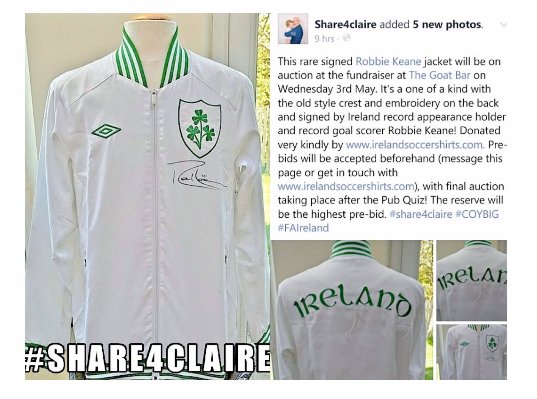 Share4claire added 5 new photos.
9 hrs ·
This rare signed Robbie Keane jacket will be on
auction at the fundraiser at The Goat Bar on
Wednesday 3rd May. It's a one of a kind with
the old style crest and embroidery on the back
and signed by Ireland record appearance holder
and record goal scorer Robbie Keane! Donated
very kindly by www.irelandsoccershirts.com. Pre-
bids will be accepted beforehand (message this
page or get in touch with
www.irelandsoccershirts.com), with final auction
taking place after the Pub Quiz! The reserve will
be the highest pre-bid. #share4claire #COYBIG
#FAIreland
#SHARE4CLAIRE
IRELAND
IRELAND